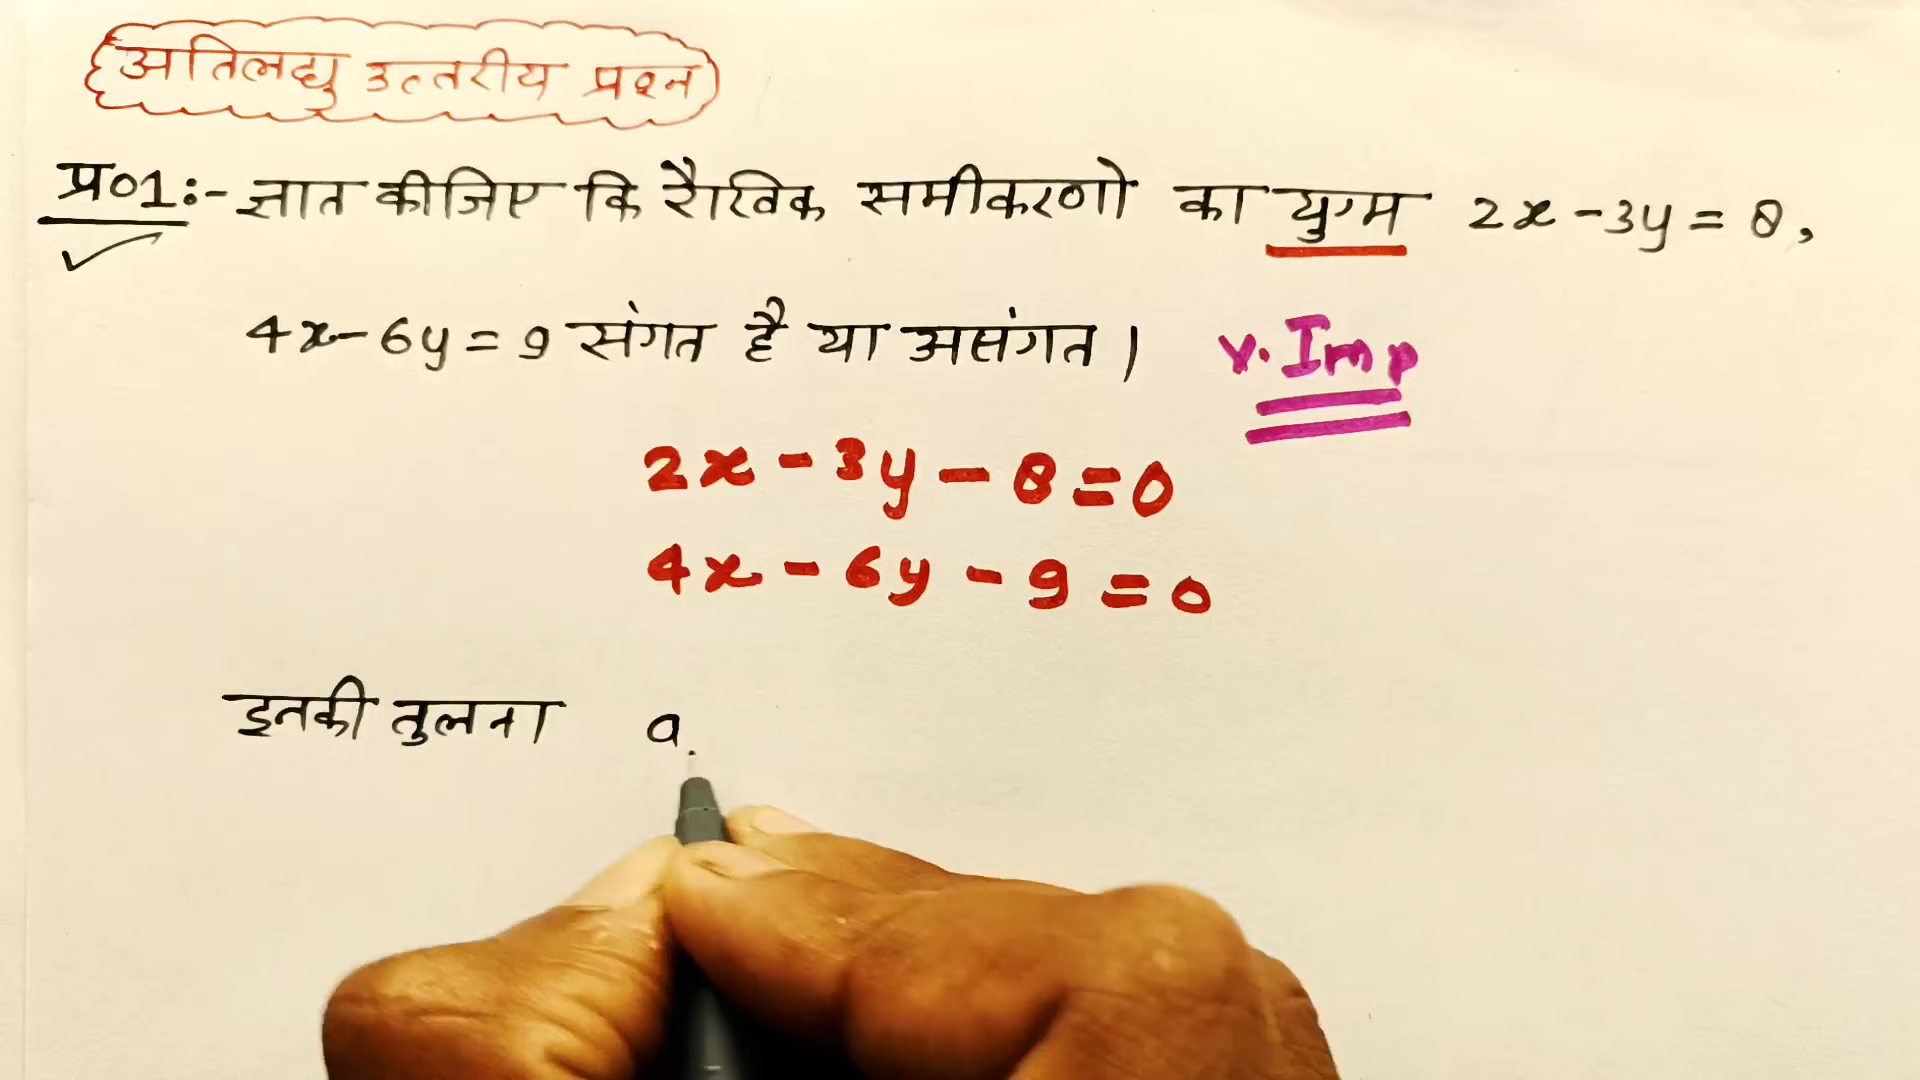 अतिलघु उत्तरीय प्रश्न
प्र०1:- ज्ञात कीजिए कि रैखिक समीकरणो का युग्म 2x - 3y = 8,
4x - 6y = 9 संगत है या असंगत।
v. Imp
2x - 3y - 8 = 0
4x - 6y - 9 = 0
इनकी तुलना a